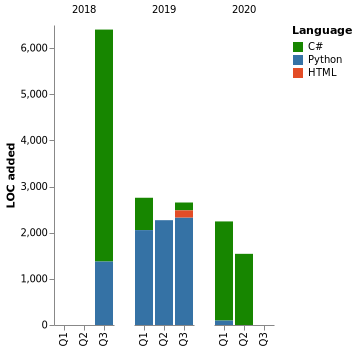 2018 2019 2020
Language
C#
Python
HTML
LOC added
6,000
5,000
4,000
3,000
2,000
1,000
0
Q1 Q2 Q3 Q1 Q2 Q3 Q1 Q2 Q3